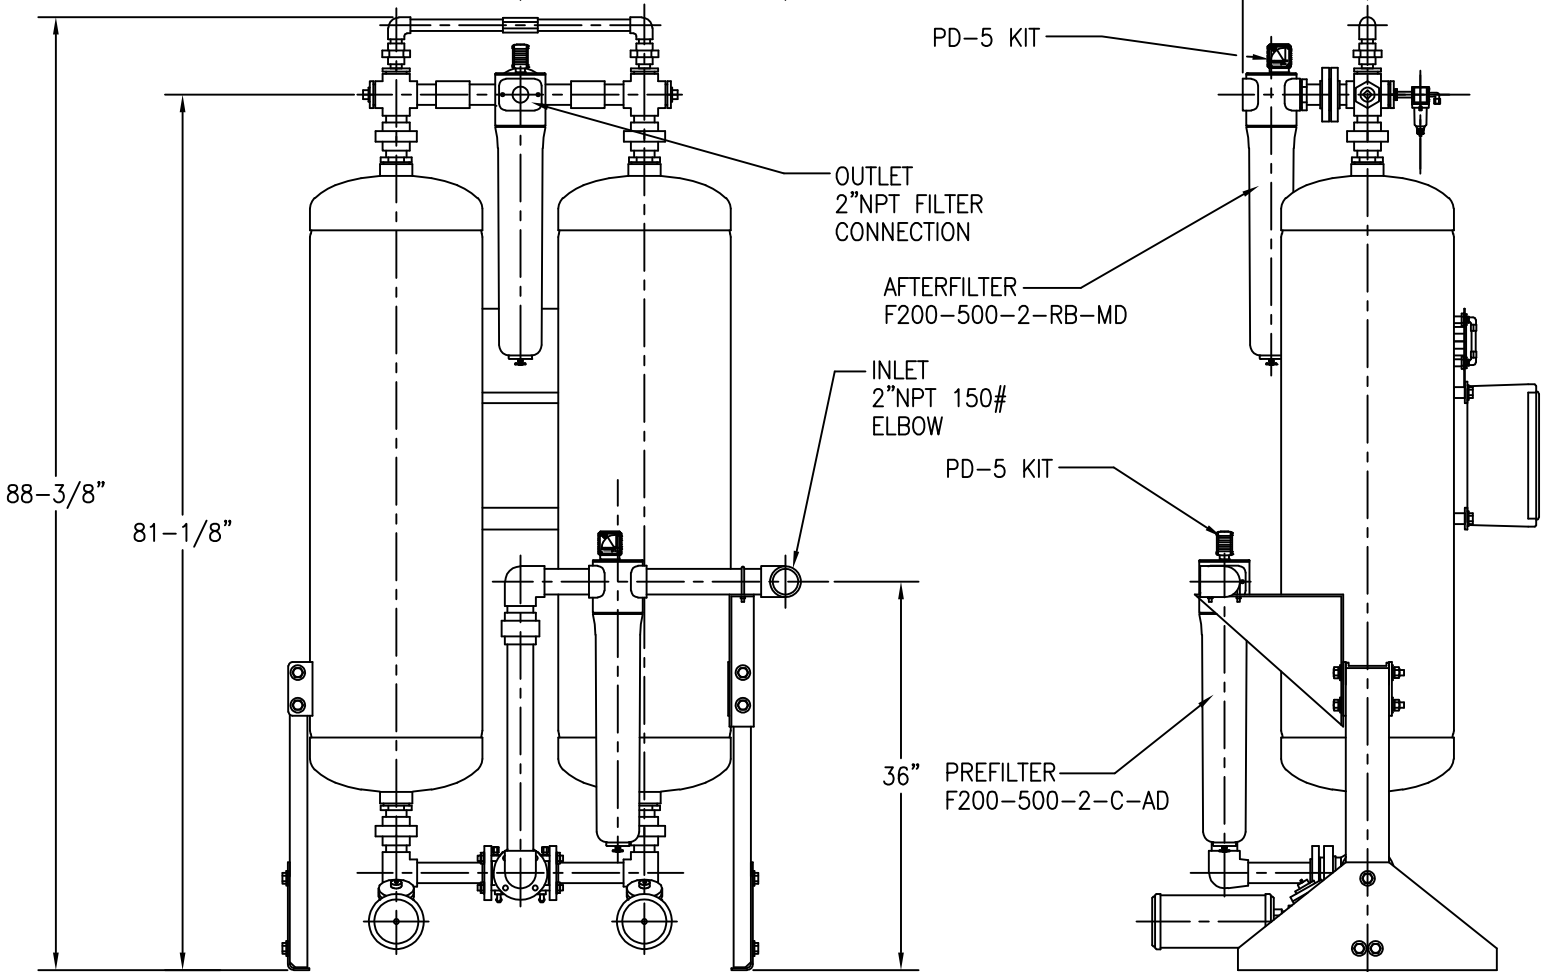 PD-5 KIT
OUTLET
2"NPT FILTER
CONNECTION
AFTERFILTER
F200-500-2-RB-MD
INLET
2"NPT 150#
ELBOW
PD-5 KIT
88-3/8"
81-1/8"
36"
PREFILTER
F200-500-2-C-AD